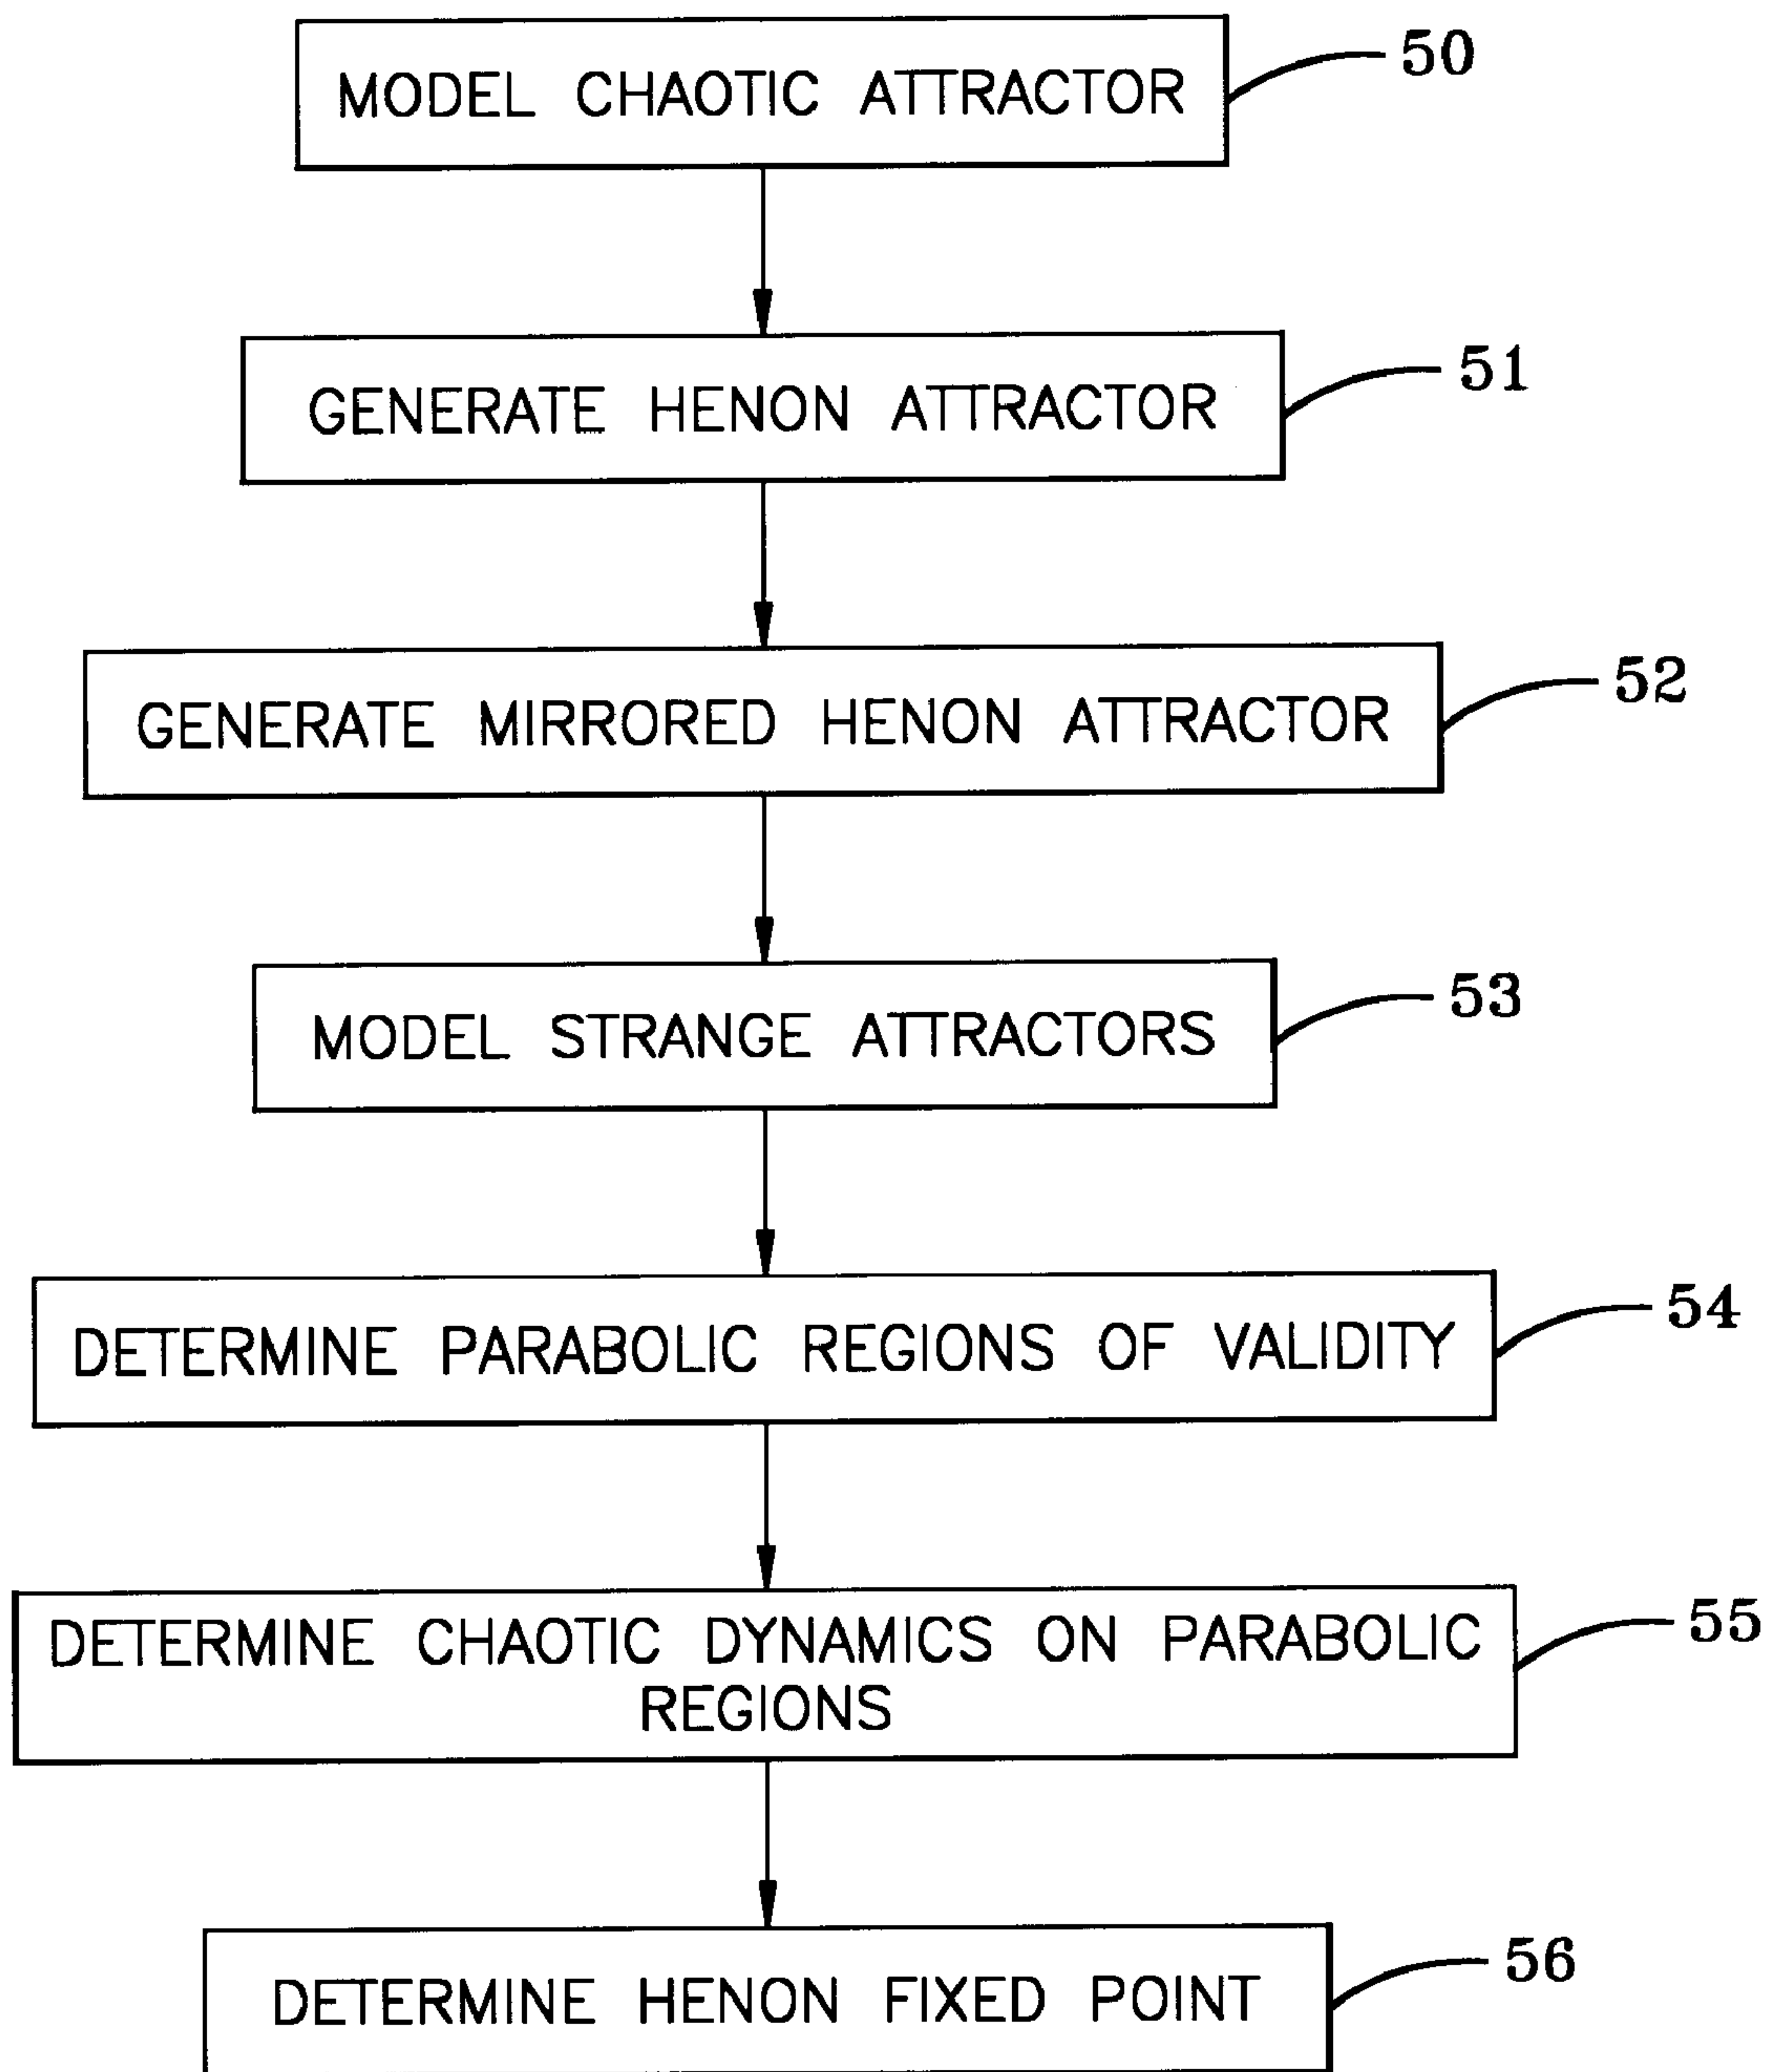 MODEL CHAOTIC ATTRACTOR
50
GENERATE HENON ATTRACTOR
51
GENERATE MIRRORED HENON ATTRACTOR
52
MODEL STRANGE ATTRACTORS
53
DETERMINE PARABOLIC REGIONS OF VALIDITY
54
DETERMINE CHAOTIC DYNAMICS ON PARABOLIC
REGIONS
55
DETERMINE HENON FIXED POINT
56